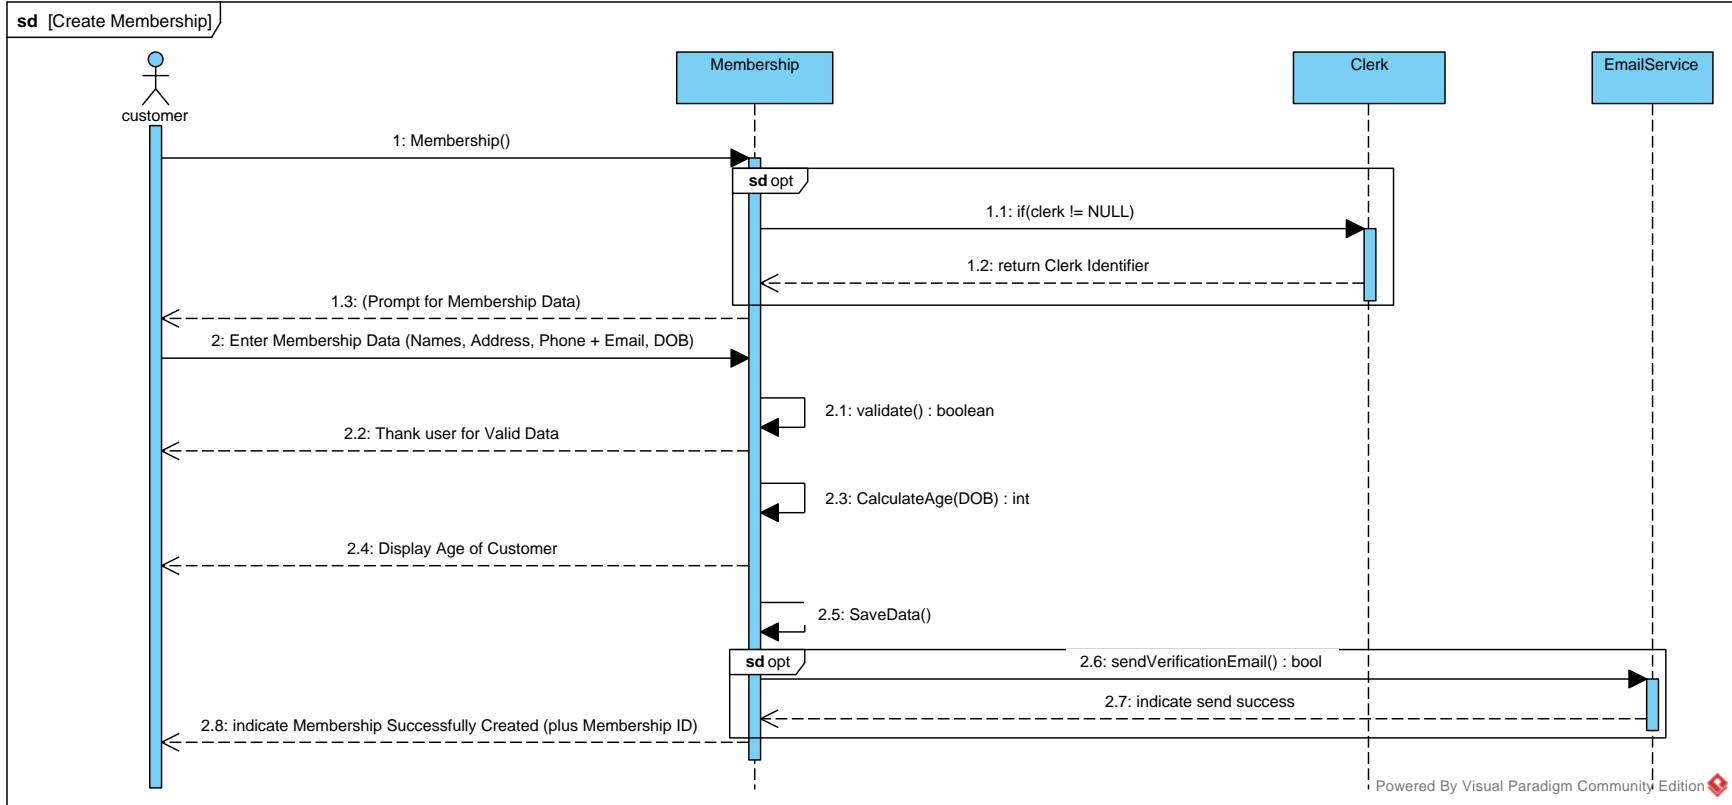 sd [Create Membership]
customer
Membership
Clerk
EmailService
1: Membership()
sd opt
1.1: if(clerk != NULL)
1.2: return Clerk Identifier
1.3: (Prompt for Membership Data)
2: Enter Membership Data (Names, Address, Phone + Email, DOB)
2.1: validate() : boolean
2.2: Thank user for Valid Data
2.3: CalculateAge(DOB) : int
2.4: Display Age of Customer
2.5: SaveData()
sd opt
2.6: sendVerificationEmail() : bool
2.7: indicate send success
2.8: indicate Membership Successfully Created (plus Membership ID)
Powered By Visual Paradigm Community Edition